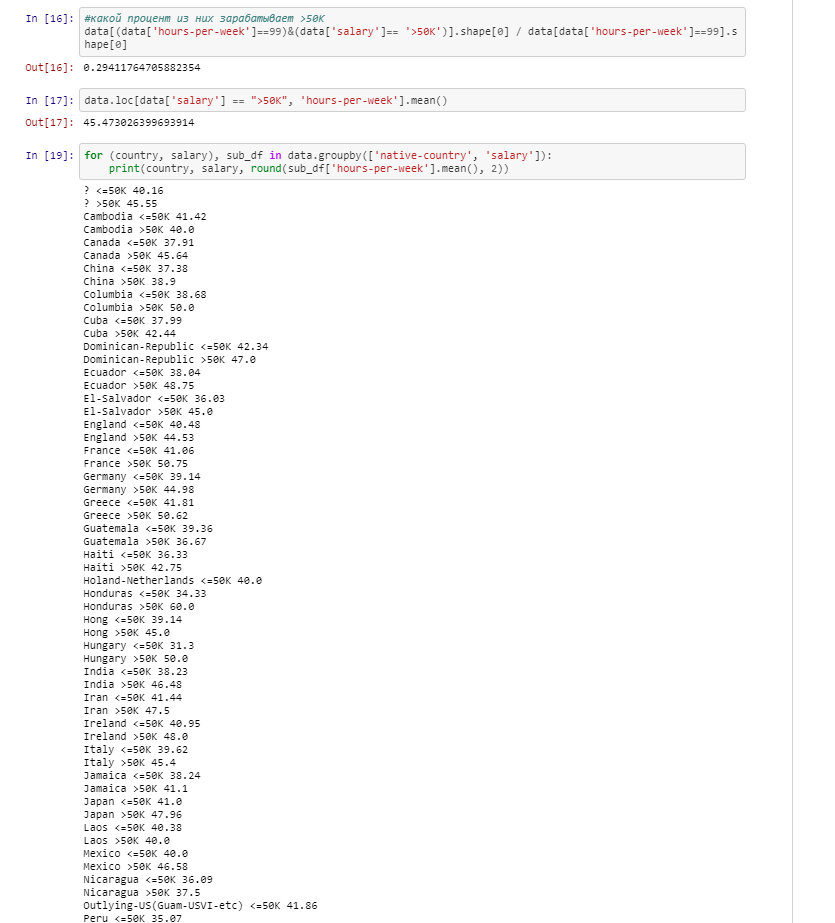 In [16]: #какой процент из них зарабатывает >50K
data[(data['hours-per-week']==99)&(data['salary']== '>50K')].shape[0] / data[data['hours-per-week']==99].s
hape[0]
Out[16]: 0.29411764705882354
In [17]: data.loc[data['salary'] == ">50K", 'hours-per-week'].mean()
Out[17]: 45.473026399693914
In [19]: for (country, salary), sub_df in data.groupby(['native-country', 'salary']):
print(country, salary, round(sub_df['hours-per-week'].mean(), 2))
? <=50K 40.16
? >50K 45.55
Cambodia <=50K 41.42
Cambodia >50K 40.0
Canada <=50K 37.91
Canada >50K 45.64
China <=50K 37.38
China >50K 38.9
Columbia <=50K 38.68
Columbia >50K 50.0
Cuba <=50K 37.99
Cuba >50K 42.44
Dominican-Republic <=50K 42.34
Dominican-Republic >50K 47.0
Ecuador <=50K 38.04
Ecuador >50K 48.75
El-Salvador <=50K 36.03
El-Salvador >50K 45.0
England <=50K 40.48
England >50K 44.53
France <=50K 41.06
France >50K 50.75
Germany <=50K 39.14
Germany >50K 44.98
Greece <=50K 41.81
Greece >50K 50.62
Guatemala <=50K 39.36
Guatemala >50K 36.67
Haiti <=50K 36.33
Haiti >50K 42.75
Holand-Netherlands <=50K 40.0
Honduras <=50K 34.33
Honduras >50K 60.0
Hong <=50K 39.14
Hong >50K 45.0
Hungary <=50K 31.3
Hungary >50K 50.0
India <=50K 38.23
India >50K 46.48
Iran <=50K 41.44
Iran >50K 47.5
Ireland <=50K 40.95
Ireland >50K 48.0
Italy <=50K 39.62
Italy >50K 45.4
Jamaica <=50K 38.24
Jamaica >50K 41.1
Japan <=50K 41.0
Japan >50K 47.96
Laos <=50K 40.38
Laos >50K 40.0
Mexico <=50K 40.0
Mexico >50K 46.58
Nicaragua <=50K 36.09
Nicaragua >50K 37.5
Outlying-US(Guam-USVI-etc) <=50K 41.86
Peru <=50K 35.07